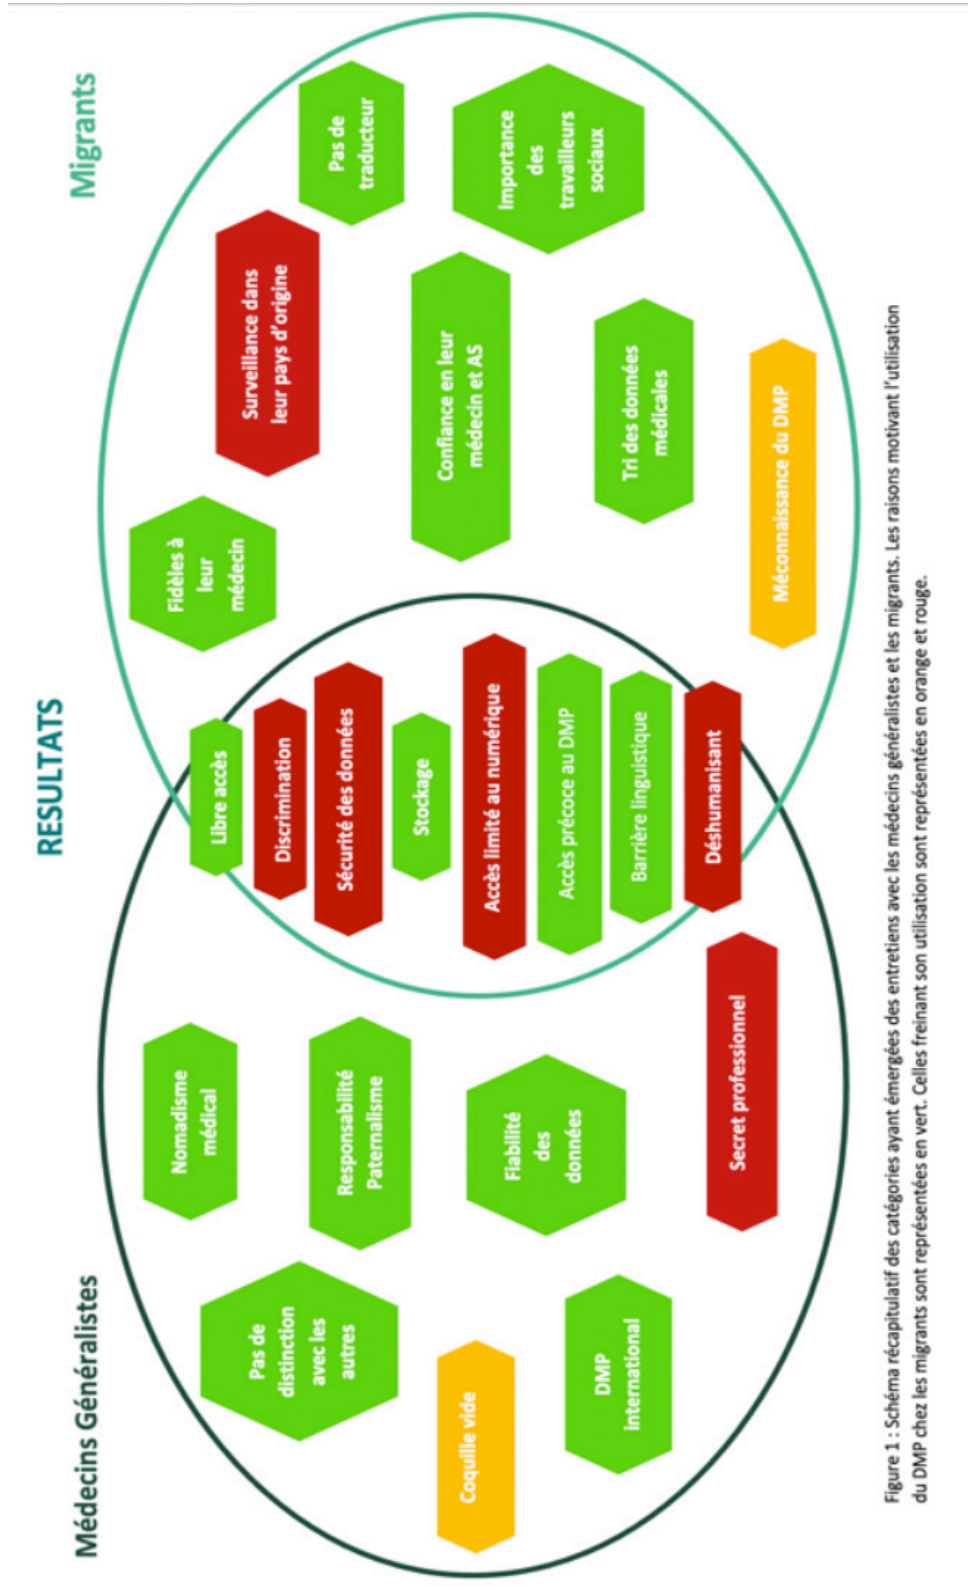 RESULTATS
Médecins Généralistes
Migrants
Pas de
distinction
avec les
autres
Coquille vide
DMP
international
Nomadisme
médical
Responsabilité
Paternalisme
Fiabilité
des
données
Secret professionnel
Libre accès
Discrimination
Sécurité des données
Stockage
Accès limité au numérique
Accès précoce au DMP
Barrière linguistique
Déshumanisant
Fidèles à
leur
médecin
Surveillance dans
leur pays d'origine
Pas de
traducteur
Confiance en leur
médecin et AS
Importance
des
travailleurs
sociaux
Tri des données
médicales
Méconnaissance du DMP
Figure 1 : Schéma récapitulatif des catégories ayant émergées des entretiens avec les médecins généralistes et les migrants. Les raisons motivant l'utilisation
du DMP chez les migrants sont représentées en vert. Celles freinant son utilisation sont représentées en orange et rouge.